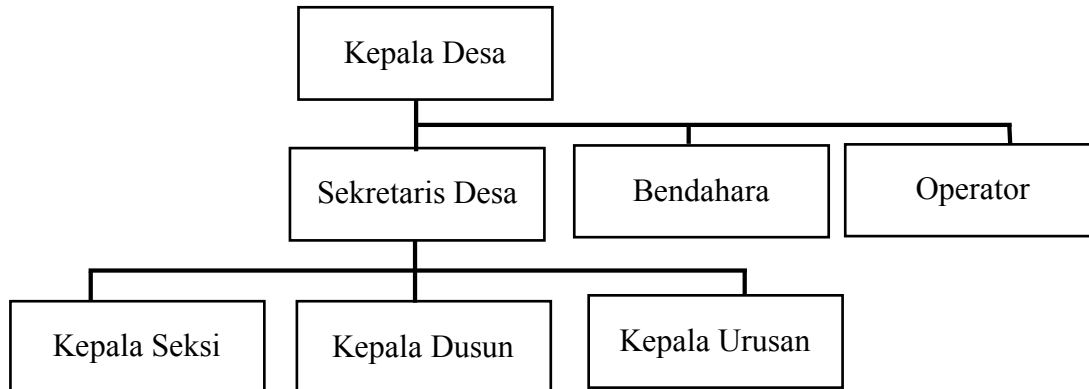 Kepala Desa
Sekretaris Desa
Bendahara
Operator
Kepala Seksi
Kepala Dusun
Kepala Urusan